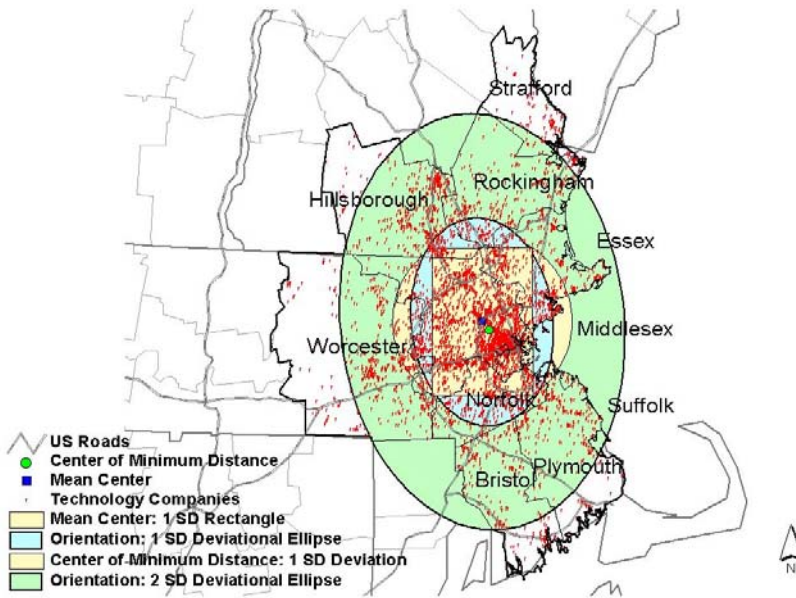 Strafford
Rockingham
Hillsborough
Essex
Middlesex
Worcester
Norfolk
Suffolk
Plymouth
Bristol
US Roads
Center of Minimum Distance
Mean Center
Technology Companies
Mean Center: 1 SD Rectangle
Orientation: 1 SD Deviational Ellipse
Center of Minimum Distance: 1 SD Deviation
Orientation: 2 SD Deviational Ellipse
N